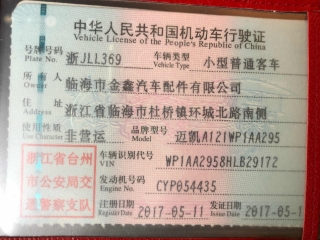 中华人民共和国机动车行驶证
Vehicle License of the People's Republic of China
号牌号码 Plate No. 浙JLL369 车辆类型 Vehicle Type 小型普通客车
所有人 Owner 临海市金鑫汽车配件有限公司
住址 Address 浙江省临海市杜桥镇环城北路南侧
使用性质 Use Character 非营运 品牌型号 Model 迈凯A121WP1AA295
浙江省台州
市公安局交
通警察支队
车辆识别代号 VIN WP1AA2958HLB29172
发动机号码 Engine No. CYP054435
注册日期 Register Date 2017-05-11 发证日期 Issue Date 2017-05-11